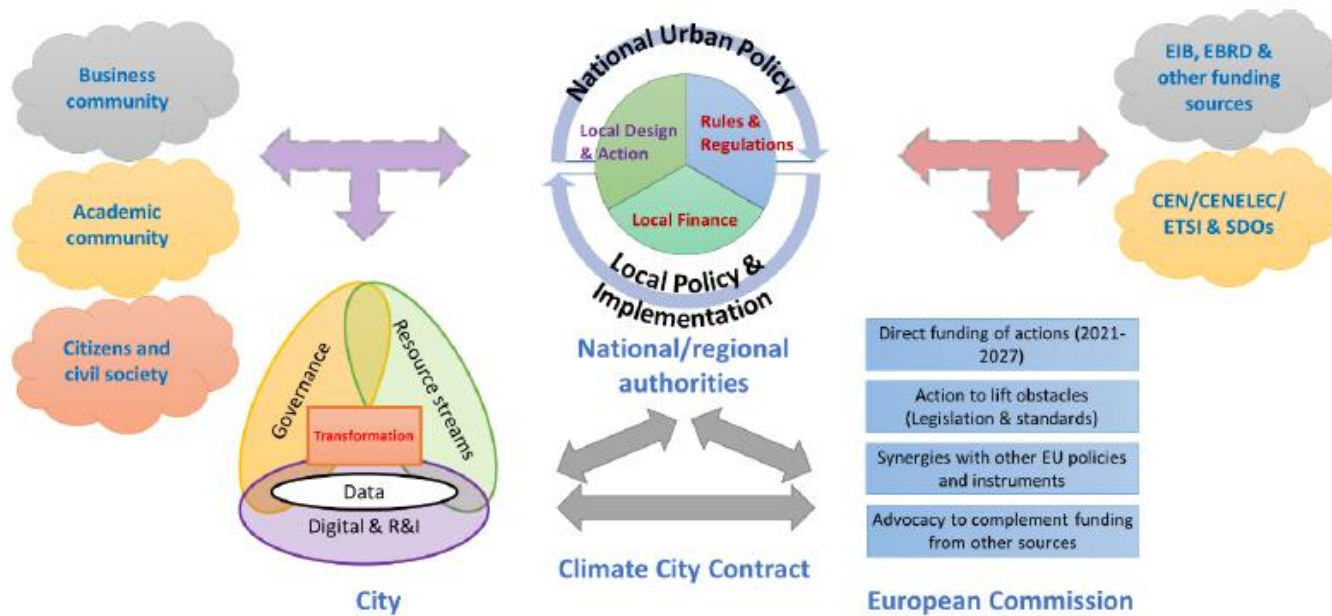 Business
community
Academic
community
Citizens and
civil society
Governance
Resource streams
Transformation
Data
Digital & R&I
City
National Urban Policy
Local Design
& Action
Rules &
Regulations
Local Finance
Local Policy &
Implementation
National/regional
authorities
Climate City Contract
EIB, EBRD &
other funding
sources
CEN/CENELEC/
ETSI & SDOs
Direct funding of actions (2021-
2027)
Action to lift obstacles
(Legislation & standards)
Synergies with other EU policies
and instruments
Advocacy to complement funding
from other sources
European Commission